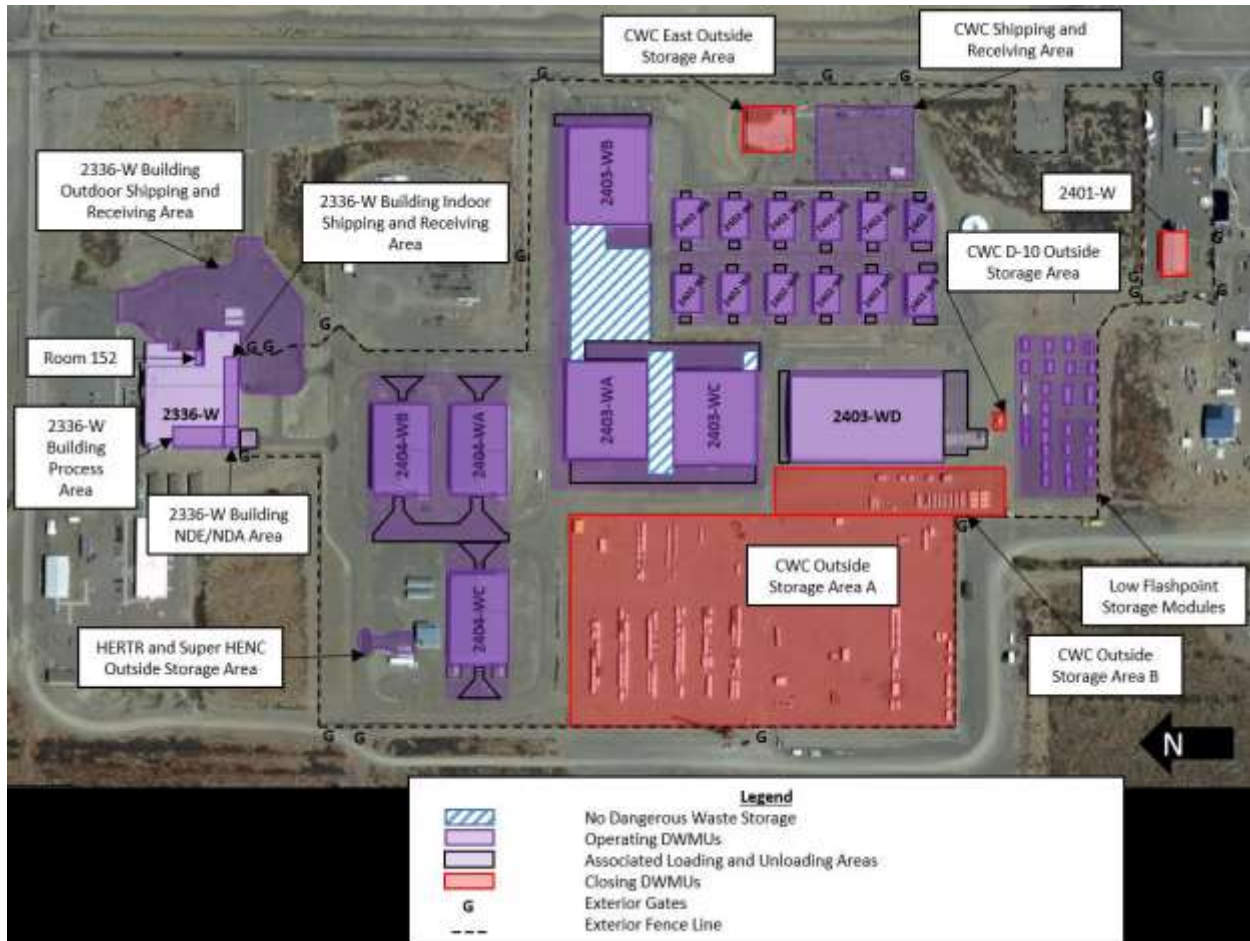 CWC East Outside
Storage Area
CWC Shipping and
Receiving Area
G
G
G
G
2336-W Building
Outdoor Shipping and
Receiving Area
2336-W Building Indoor
Shipping and Receiving
Area
2403-WB
2401-W
CWC D-10 Outside
Storage Area
G
G
G
G
G
G
G
G
Room 152
2336-W
2336-W
Building
Process
Area
2404-WB
2404-WA
2403-WA
2403-WC
2403-WD
G
2336-W Building
NDE/NDA Area
G
CWC Outside
Storage Area A
Low Flashpoint
Storage Modules
2404-WC
HERTR and Super HENC
Outside Storage Area
CWC Outside
Storage Area B
G
G
G
N
Legend
No Dangerous Waste Storage
Operating DWMUs
Associated Loading and Unloading Areas
Closing DWMUs
G
Exterior Gates
Exterior Fence Line